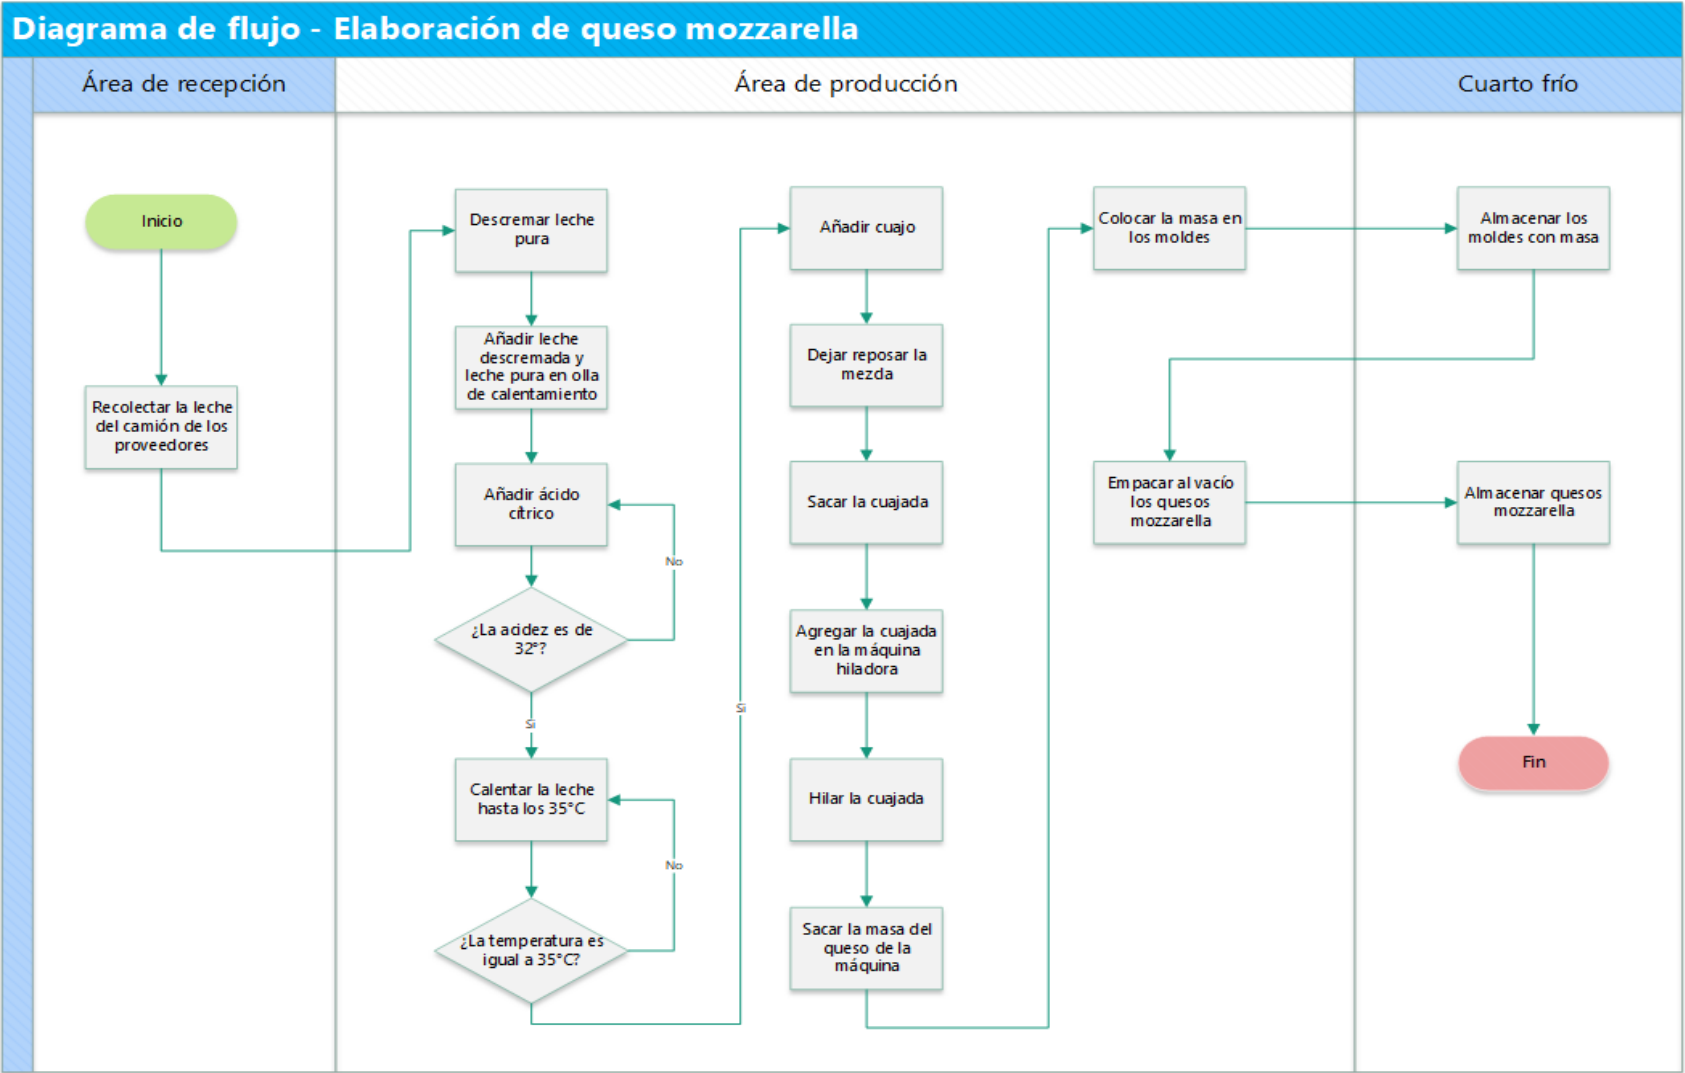 Diagrama de flujo - Elaboración de queso mozzarella
Área de recepción
Área de producción
Cuarto frío
Inicio
Recolectar la leche
del camión de los
proveedores
Descremar leche
pura
Añadir leche
descremada y
leche pura en olla
de calentamiento
Añadir ácido
cítrico
No
¿La acidez es de
32°?
Si
Calentar la leche
hasta los 35°C
No
¿La temperatura es
igual a 35°C?
Si
Añadir cuajo
Dejar reposar la
mezcla
Sacar la cuajada
Agregar la cuajada
en la máquina
hiladora
Hilar la cuajada
Sacar la masa del
queso de la
máquina
Colocar la masa en
los moldes
Almacenar los
moldes con masa
Empacar al vacío
los quesos
mozzarella
Almacenar quesos
mozzarella
Fin